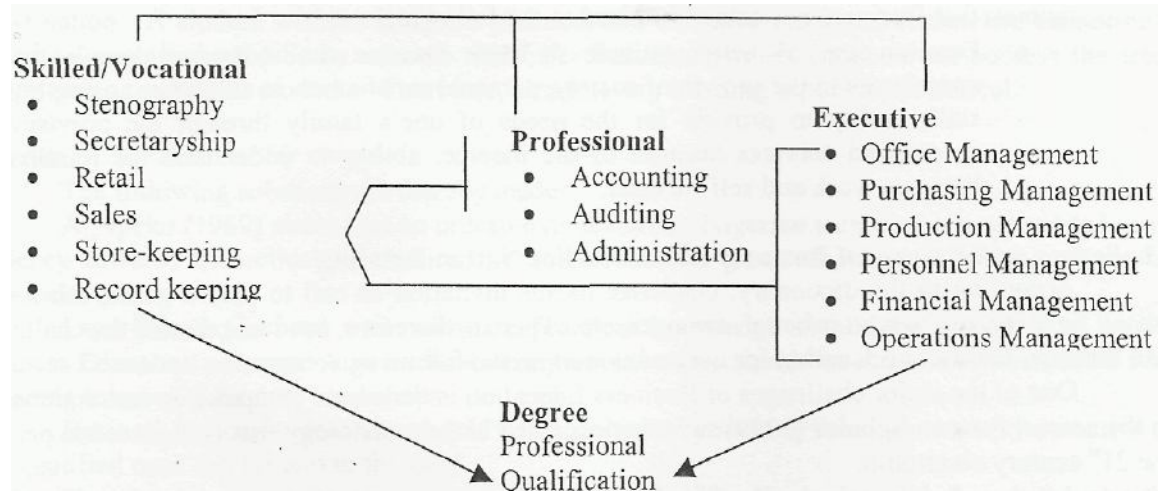 Skilled/Vocational
• Stenography
• Secretaryship
• Retail
• Sales
• Store-keeping
• Record keeping
Professional
• Accounting
• Auditing
• Administration
Executive
• Office Management
• Purchasing Management
• Production Management
• Personnel Management
• Financial Management
• Operations Management
Degree
Professional
Qualification